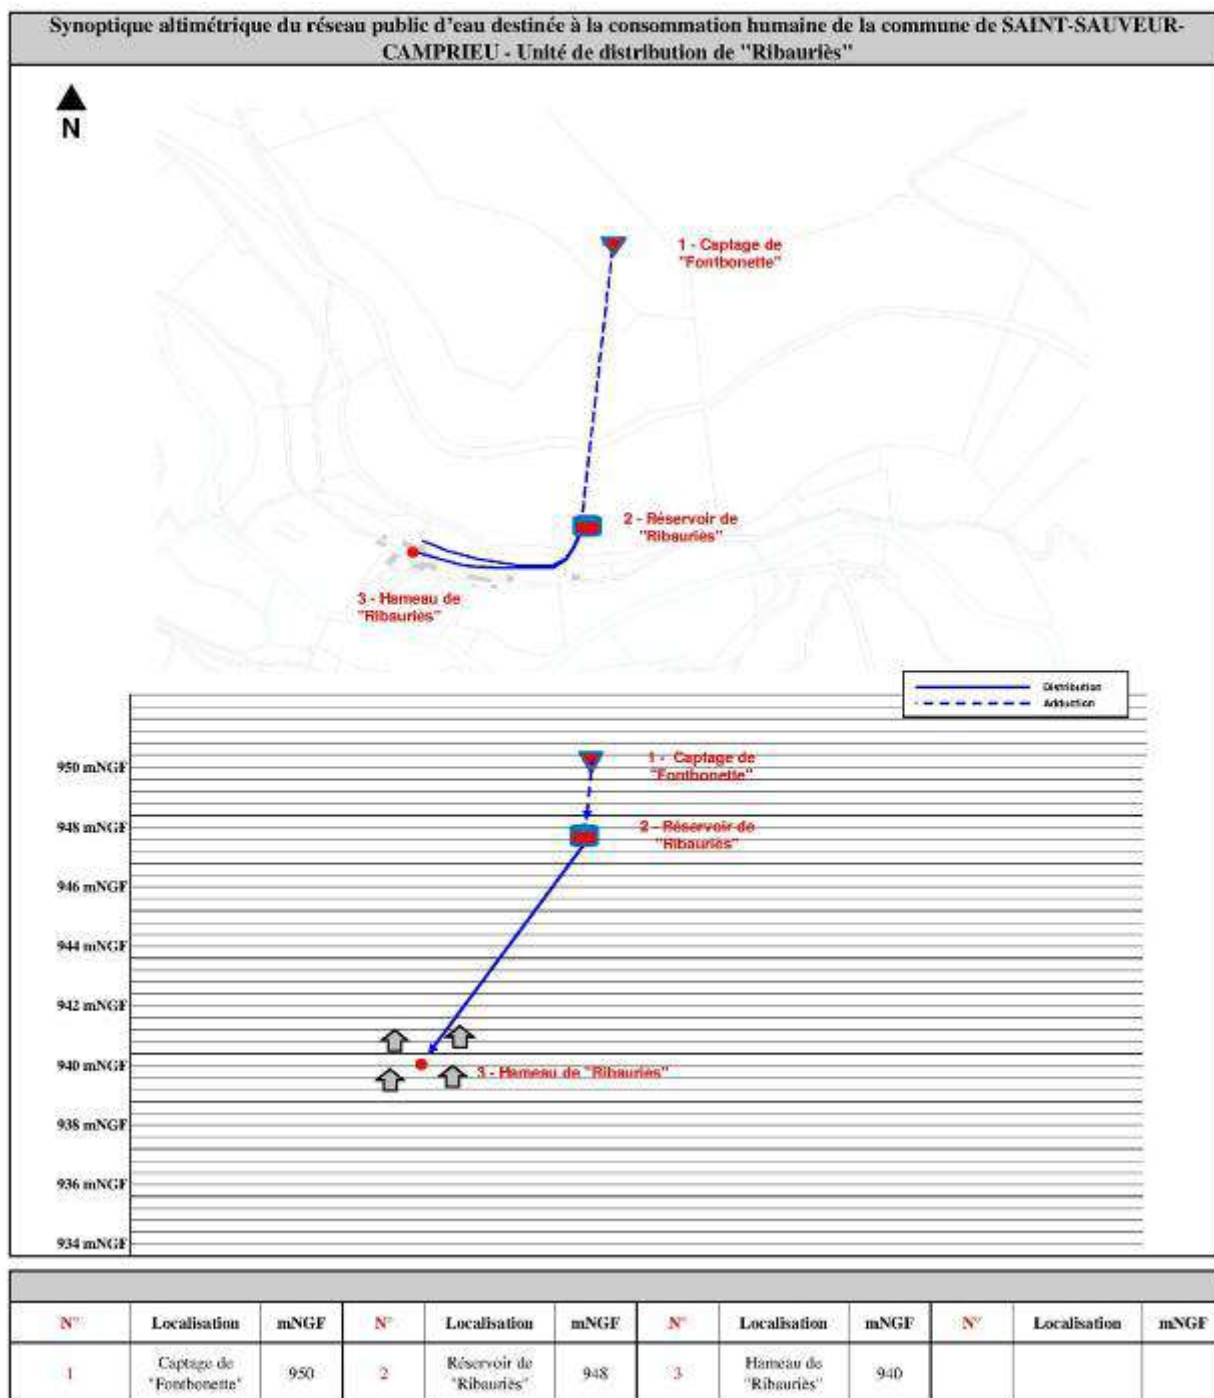 Synoptique altimétrique du réseau public d'eau destinée à la consommation humaine de la commune de SAINT-SAUVEUR-
CAMPRIEU - Unité de distribution de "Ribauriès"
N
1 - Captage de
"Fontbonette"
2 - Réservoir de
"Ribauriès"
3 - Hameau de
"Ribauriès"
Distribution
Adduction
950 mNGF
1 - Captage de
"Fontbonette"
948 mNGF
2 - Réservoir de
"Ribauriès"
946 mNGF
944 mNGF
942 mNGF
940 mNGF
3 - Hameau de "Ribauriès"
938 mNGF
936 mNGF
934 mNGF
N° Localisation mNGF N° Localisation mNGF N° Localisation mNGF N° Localisation mNGF
1 Captage de "Fontbonette" 950 2 Réservoir de "Ribauriès" 948 3 Hameau de "Ribauriès" 940